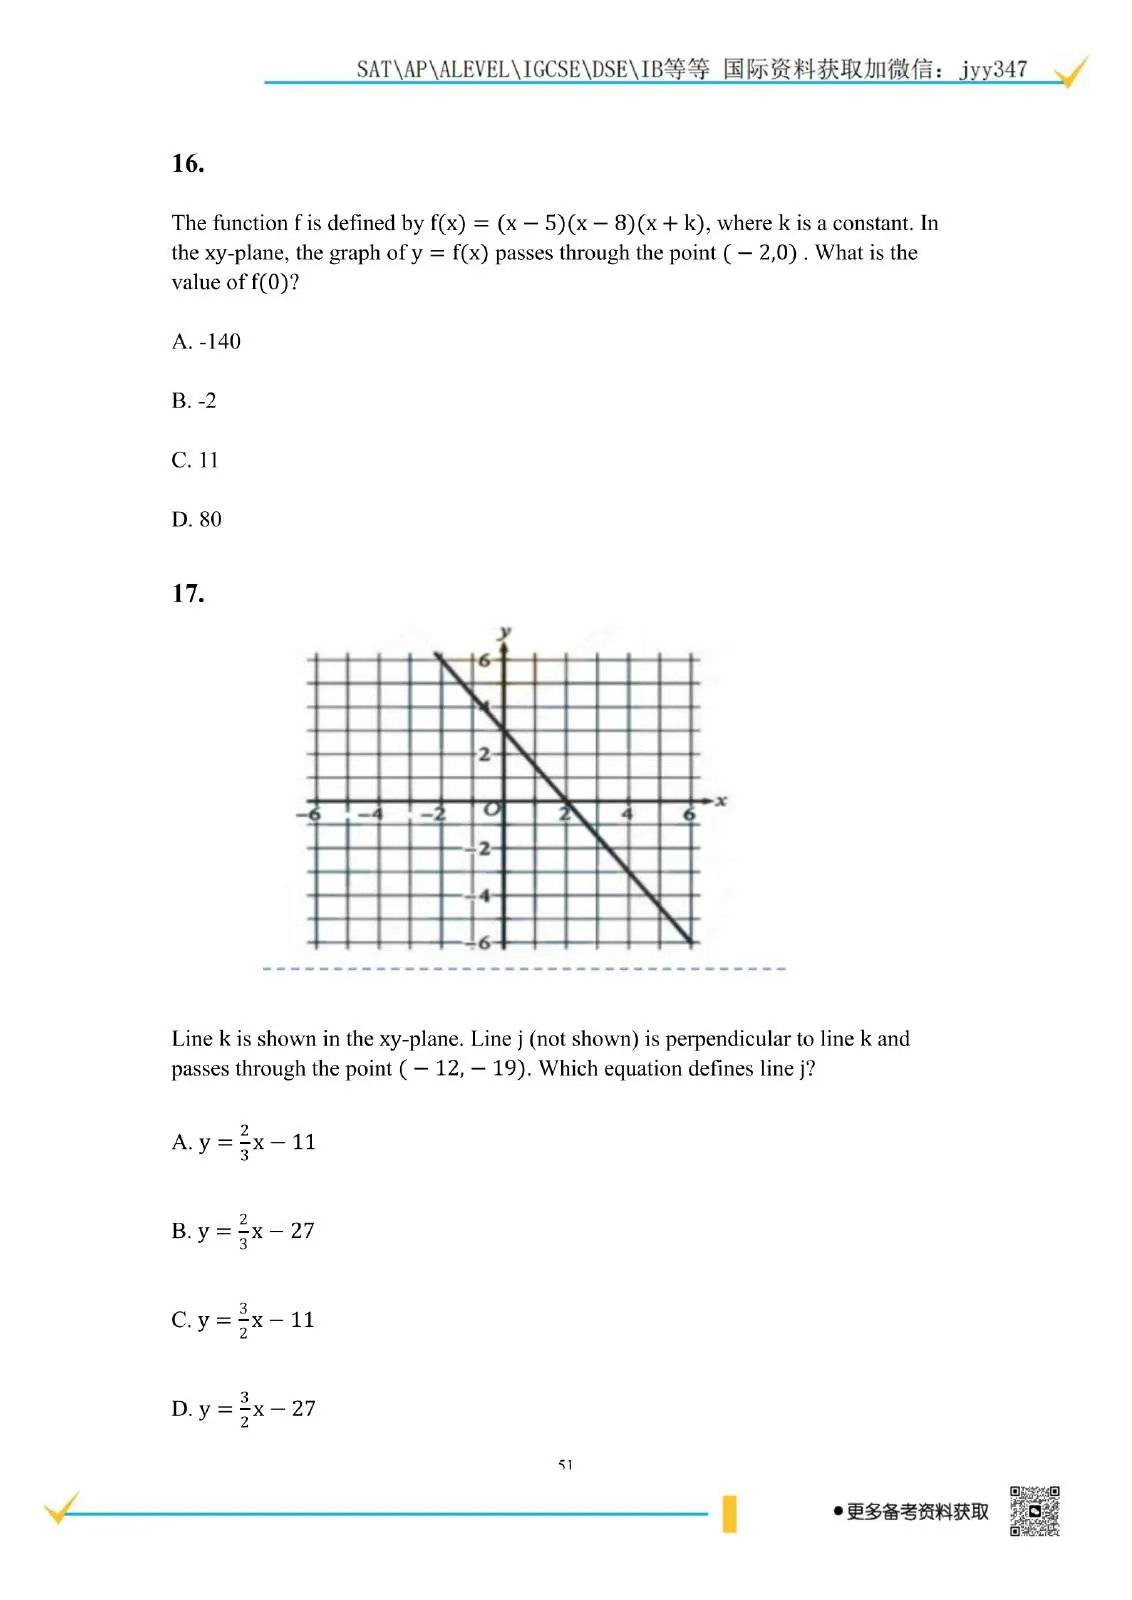 SAT\AP\ALEVEL\IGCSE\DSE\IB等等 国际资料获取加微信: jyy347
16.
The function f is defined by f(x) = (x − 5)(x − 8)(x + k), where k is a constant. In
the xy-plane, the graph of y = f(x) passes through the point ( − 2,0) . What is the
value of f(0)?
A. -140
B. -2
C. 11
D. 80
17.
y
6
2
-6 -4 -2 O 2 4 6 x
-2
-4
-6
Line k is shown in the xy-plane. Line j (not shown) is perpendicular to line k and
passes through the point ( − 12, − 19). Which equation defines line j?
A. y = 2/3 x − 11
B. y = 2/3 x − 27
C. y = 3/2 x − 11
D. y = 3/2 x − 27
51
●更多备考资料获取